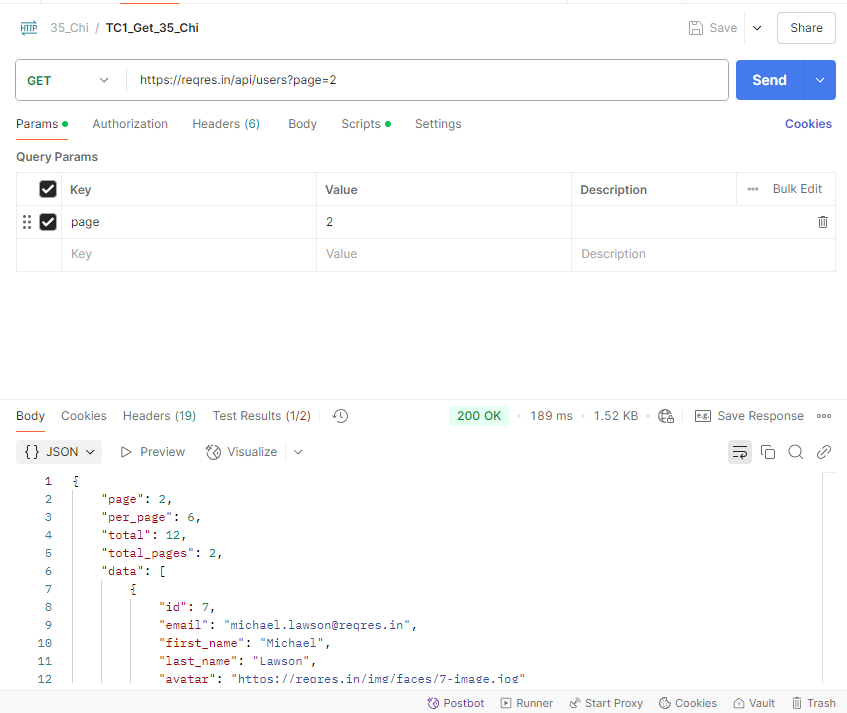 HTTP 35_Chi / TC1_Get_35_Chi Save Share
GET https://reqres.in/api/users?page=2 Send
Params Authorization Headers (6) Body Scripts Settings Cookies
Query Params
Key Value Description Bulk Edit
page 2
Key Value Description
Body Cookies Headers (19) Test Results (1/2) 200 OK 189 ms 1.52 KB e.g. Save Response
{} JSON Preview Visualize
1 {
2 "page": 2,
3 "per_page": 6,
4 "total": 12,
5 "total_pages": 2,
6 "data": [
7 {
8 "id": 7,
9 "email": "michael.lawson@reqres.in",
10 "first_name": "Michael",
11 "last_name": "Lawson",
12 "avatar": "https://reqres.in/img/faces/7-image.jpg"
Postbot Runner Start Proxy Cookies Vault Trash